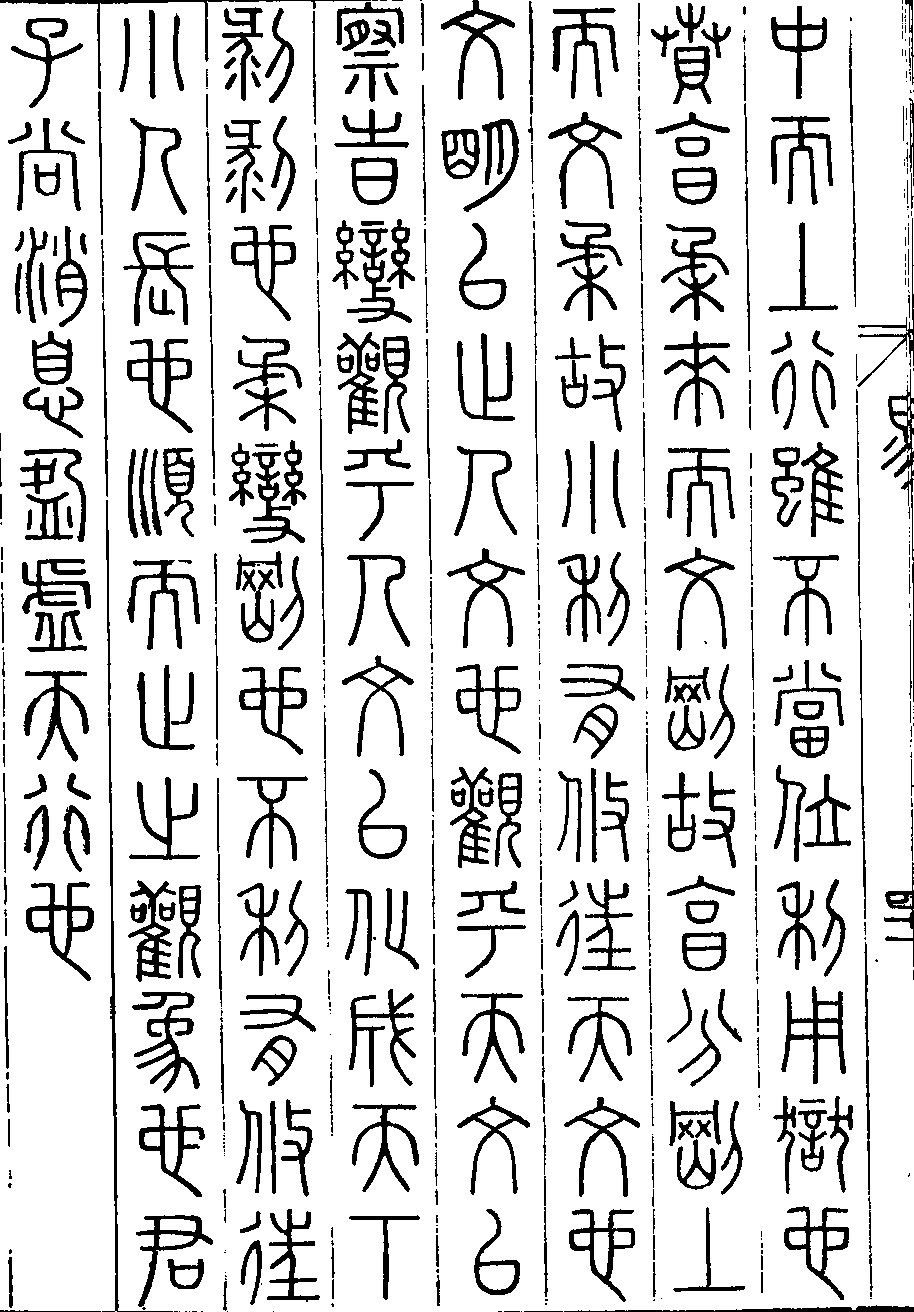 易
中而上行雖不當位利用獄也
賁亨柔來而文剛故亨分剛上
而文柔故小利有攸往天文也
文明以止人文也觀乎天文以
察旹變觀乎人文以化成天下
剝剝也柔變剛也不利有攸往
小人長也順而止之觀象也君
子尚消息盈虛天行也